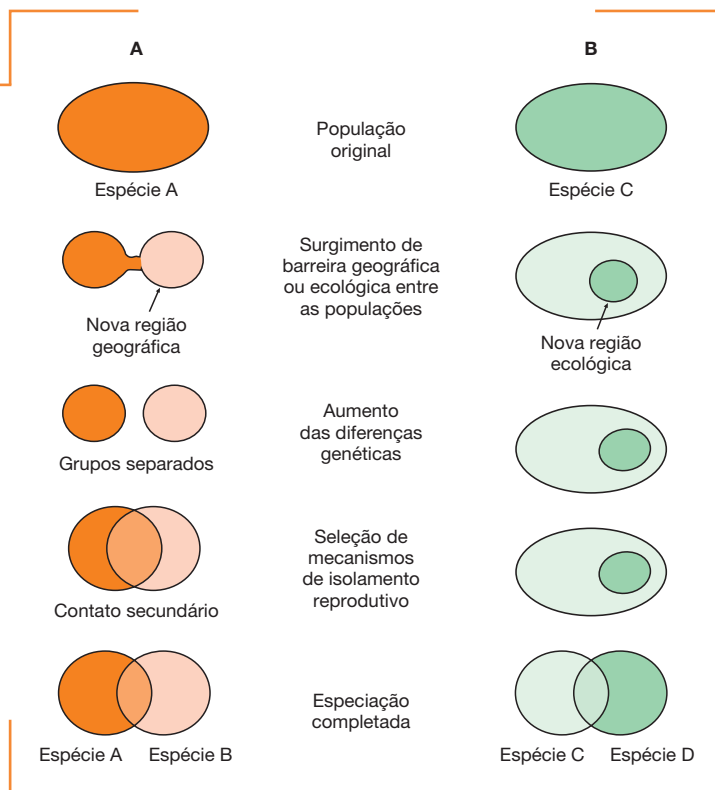 A
B
População
original
Espécie A
Espécie C
Surgimento de
barreira geográfica
ou ecológica entre
as populações
Nova região
geográfica
Nova região
ecológica
Aumento
das diferenças
genéticas
Grupos separados
Seleção de
mecanismos
de isolamento
reprodutivo
Contato secundário
Especiação
completada
Espécie A
Espécie B
Espécie C
Espécie D